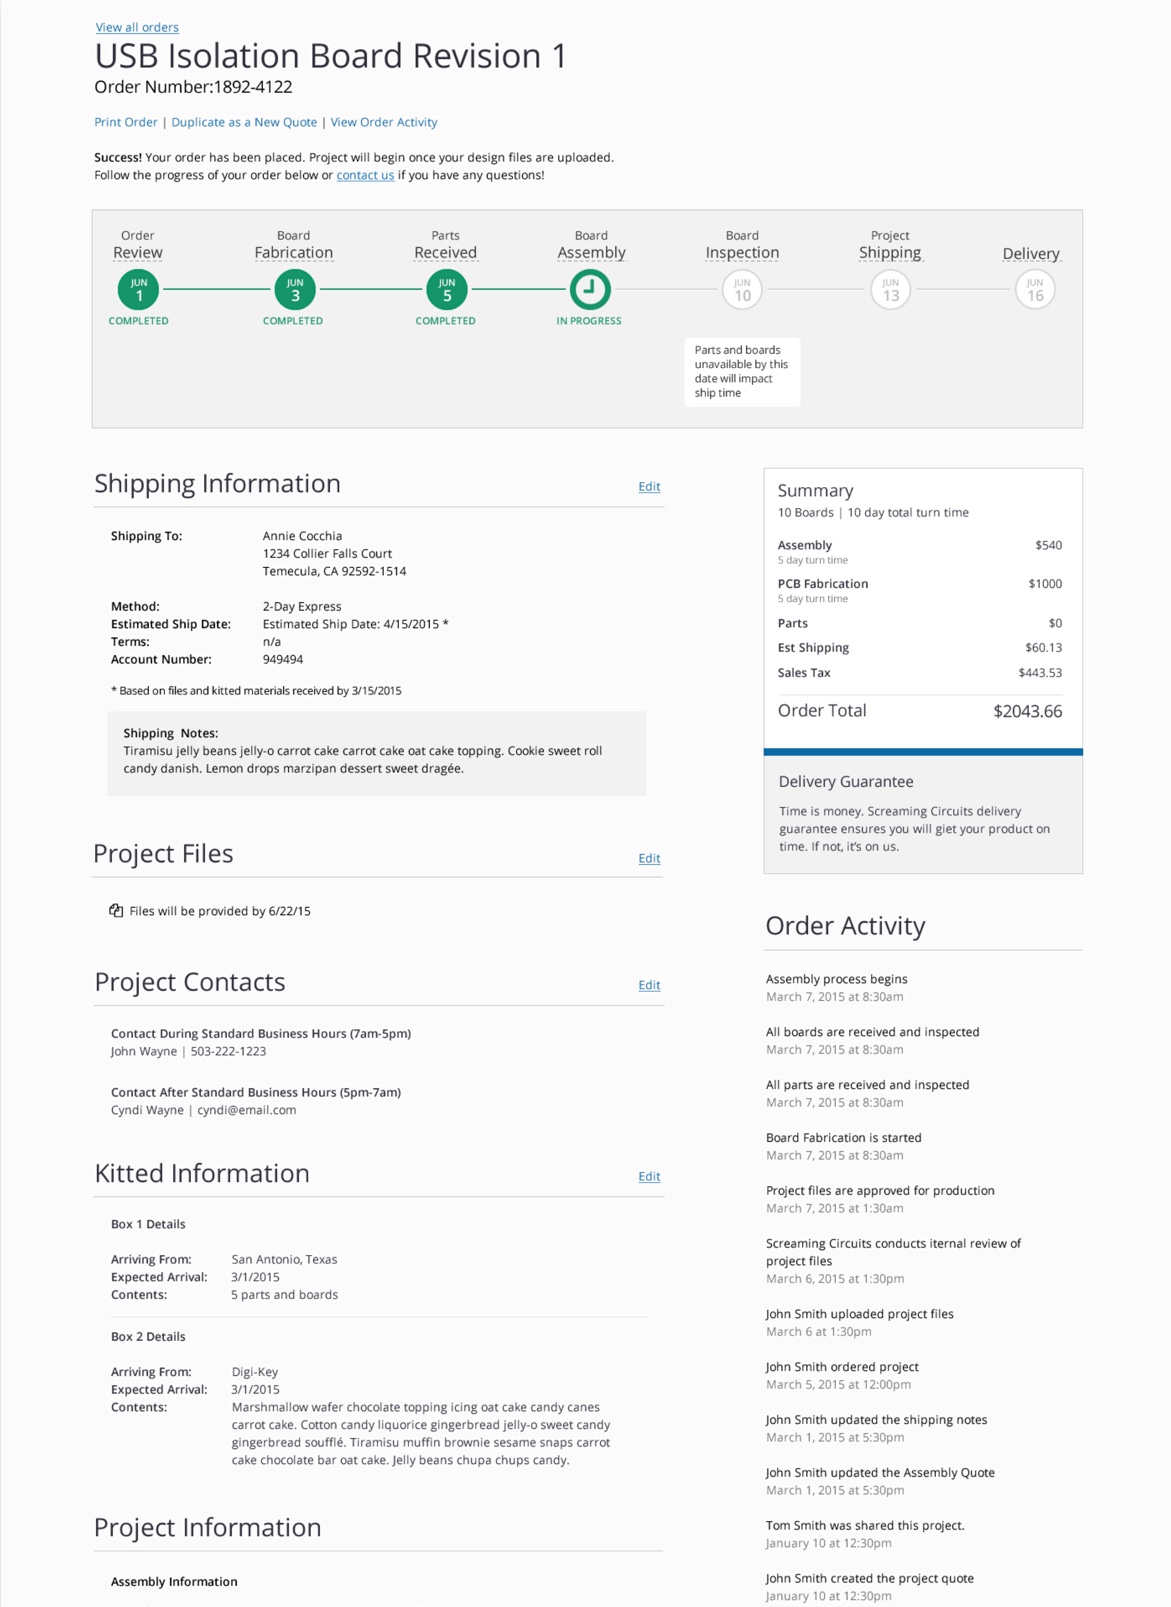 View all orders
USB Isolation Board Revision 1
Order Number:1892-4122
Print Order | Duplicate as a New Quote | View Order Activity
Success! Your order has been placed. Project will begin once your design files are uploaded.
Follow the progress of your order below or contact us if you have any questions!
Order
Review
JUN
1
COMPLETED
Board
Fabrication
JUN
3
COMPLETED
Parts
Received
JUN
5
COMPLETED
Board
Assembly
IN PROGRESS
Board
Inspection
JUN
10
Parts and boards
unavailable by this
date will impact
ship time
Project
Shipping
JUN
13
Delivery
JUN
16
Shipping Information
Edit
Shipping To: Annie Cocchia
1234 Collier Falls Court
Temecula, CA 92592-1514
Method: 2-Day Express
Estimated Ship Date: Estimated Ship Date: 4/15/2015 *
Terms: n/a
Account Number: 949494
* Based on files and kitted materials received by 3/15/2015
Shipping Notes:
Tiramisu jelly beans jelly-o carrot cake carrot cake oat cake topping. Cookie sweet roll
candy danish. Lemon drops marzipan dessert sweet dragée.
Project Files
Edit
Files will be provided by 6/22/15
Project Contacts
Edit
Contact During Standard Business Hours (7am-5pm)
John Wayne | 503-222-1223
Contact After Standard Business Hours (5pm-7am)
Cyndi Wayne | cyndi@email.com
Kitted Information
Edit
Box 1 Details
Arriving From: San Antonio, Texas
Expected Arrival: 3/1/2015
Contents: 5 parts and boards
Box 2 Details
Arriving From: Digi-Key
Expected Arrival: 3/1/2015
Contents: Marshmallow wafer chocolate topping icing oat cake candy canes
carrot cake. Cotton candy liquorice gingerbread jelly-o sweet candy
gingerbread soufflé. Tiramisu muffin brownie sesame snaps carrot
cake chocolate bar oat cake. Jelly beans chupa chups candy.
Project Information
Assembly Information
Summary
10 Boards | 10 day total turn time
Assembly $540
5 day turn time
PCB Fabrication $1000
5 day turn time
Parts $0
Est Shipping $60.13
Sales Tax $443.53
Order Total $2043.66
Delivery Guarantee
Time is money. Screaming Circuits delivery
guarantee ensures you will giet your product on
time. If not, it's on us.
Order Activity
Assembly process begins
March 7, 2015 at 8:30am
All boards are received and inspected
March 7, 2015 at 8:30am
All parts are received and inspected
March 7, 2015 at 8:30am
Board Fabrication is started
March 7, 2015 at 8:30am
Project files are approved for production
March 7, 2015 at 1:30am
Screaming Circuits conducts iternal review of
project files
March 6, 2015 at 1:30pm
John Smith uploaded project files
March 6 at 1:30pm
John Smith ordered project
March 5, 2015 at 12:00pm
John Smith updated the shipping notes
March 1, 2015 at 5:30pm
John Smith updated the Assembly Quote
March 1, 2015 at 5:30pm
Tom Smith was shared this project.
January 10 at 12:30pm
John Smith created the project quote
January 10 at 12:30pm